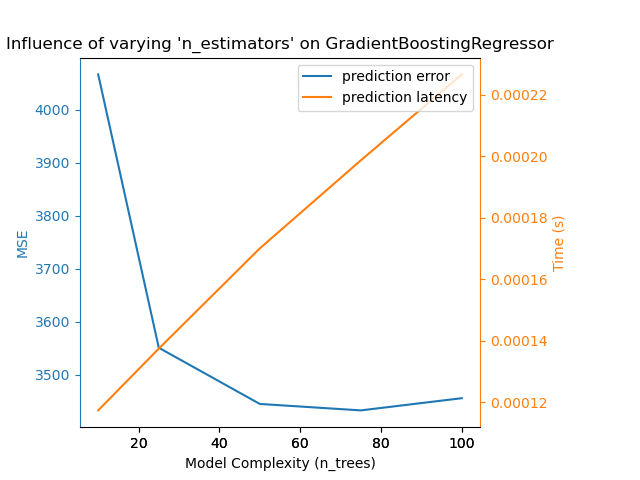 Influence of varying 'n_estimators' on GradientBoostingRegressor
prediction error
prediction latency
4000
3900
3800
3700
3600
3500
MSE
0.00022
0.00020
0.00018
0.00016
0.00014
0.00012
Time (s)
20 40 60 80 100
Model Complexity (n_trees)